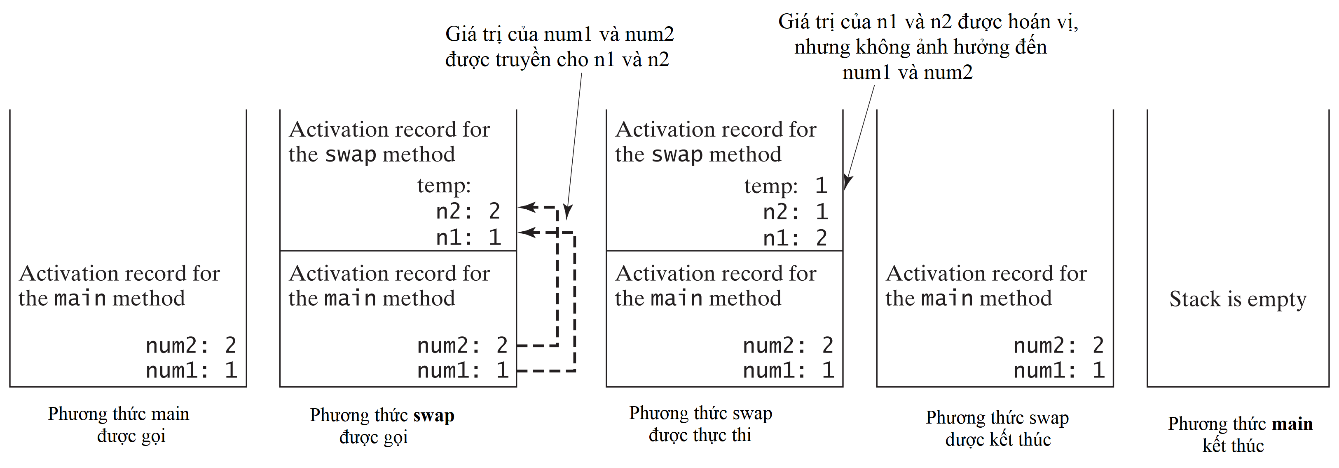 Giá trị của num1 và num2
được truyền cho n1 và n2
Giá trị của n1 và n2 được hoán vị,
nhưng không ảnh hưởng đến
num1 và num2
Activation record for
the main method
num2: 2
num1: 1
Phương thức main
được gọi
Activation record for
the swap method
temp:
n2: 2
n1: 1
Activation record for
the main method
num2: 2
num1: 1
Phương thức swap
được gọi
Activation record for
the swap method
temp: 1
n2: 1
n1: 2
Activation record for
the main method
num2: 2
num1: 1
Phương thức swap
được thực thi
Activation record for
the main method
num2: 2
num1: 1
Phương thức swap
dược kết thúc
Stack is empty
Phương thức main
kết thúc